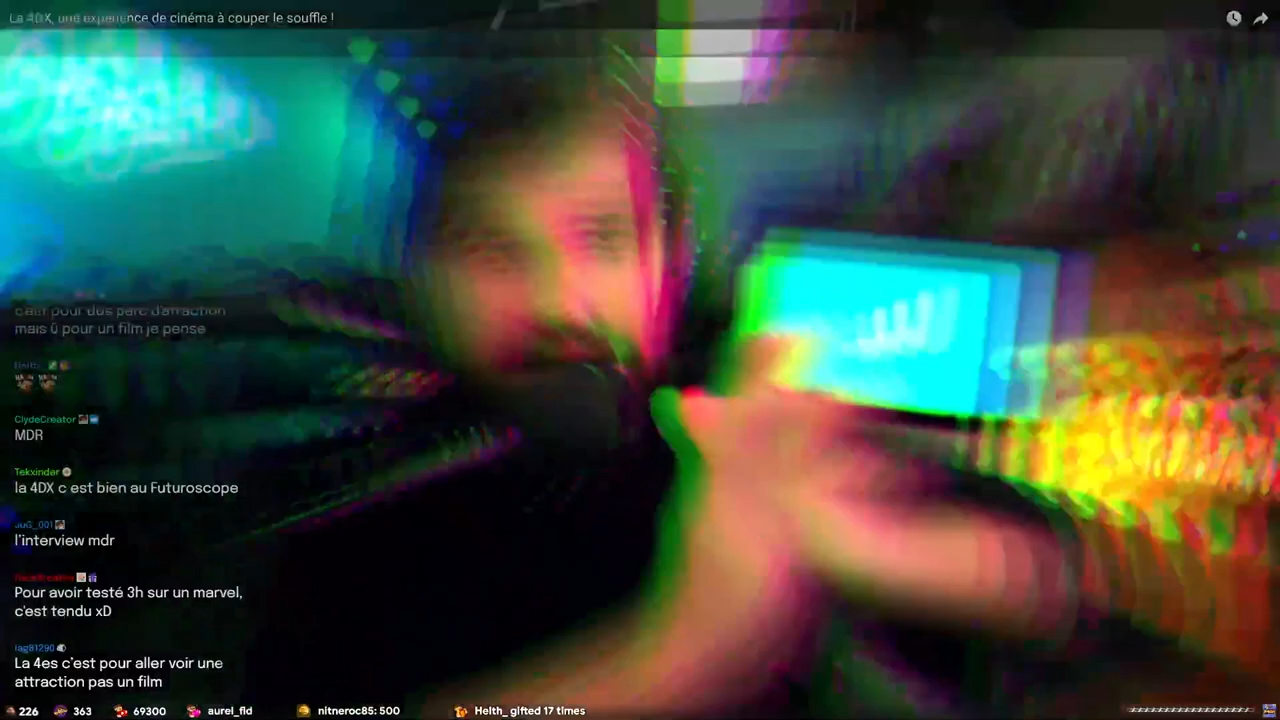 La 4DX, une expérience de cinéma à couper le souffle !
c'est pour dus parc d'attraction
mais û pour un film je pense
ClydeCreator
MDR
Tekxinder
la 4DX c est bien au Futuroscope
JuG_001
l'interview mdr
Pour avoir testé 3h sur un marvel,
c'est tendu xD
iag81290
La 4es c'est pour aller voir une
attraction pas un film
226 363 69300 aurel_fld nitneroc85: 500 Helth_ gifted 17 times